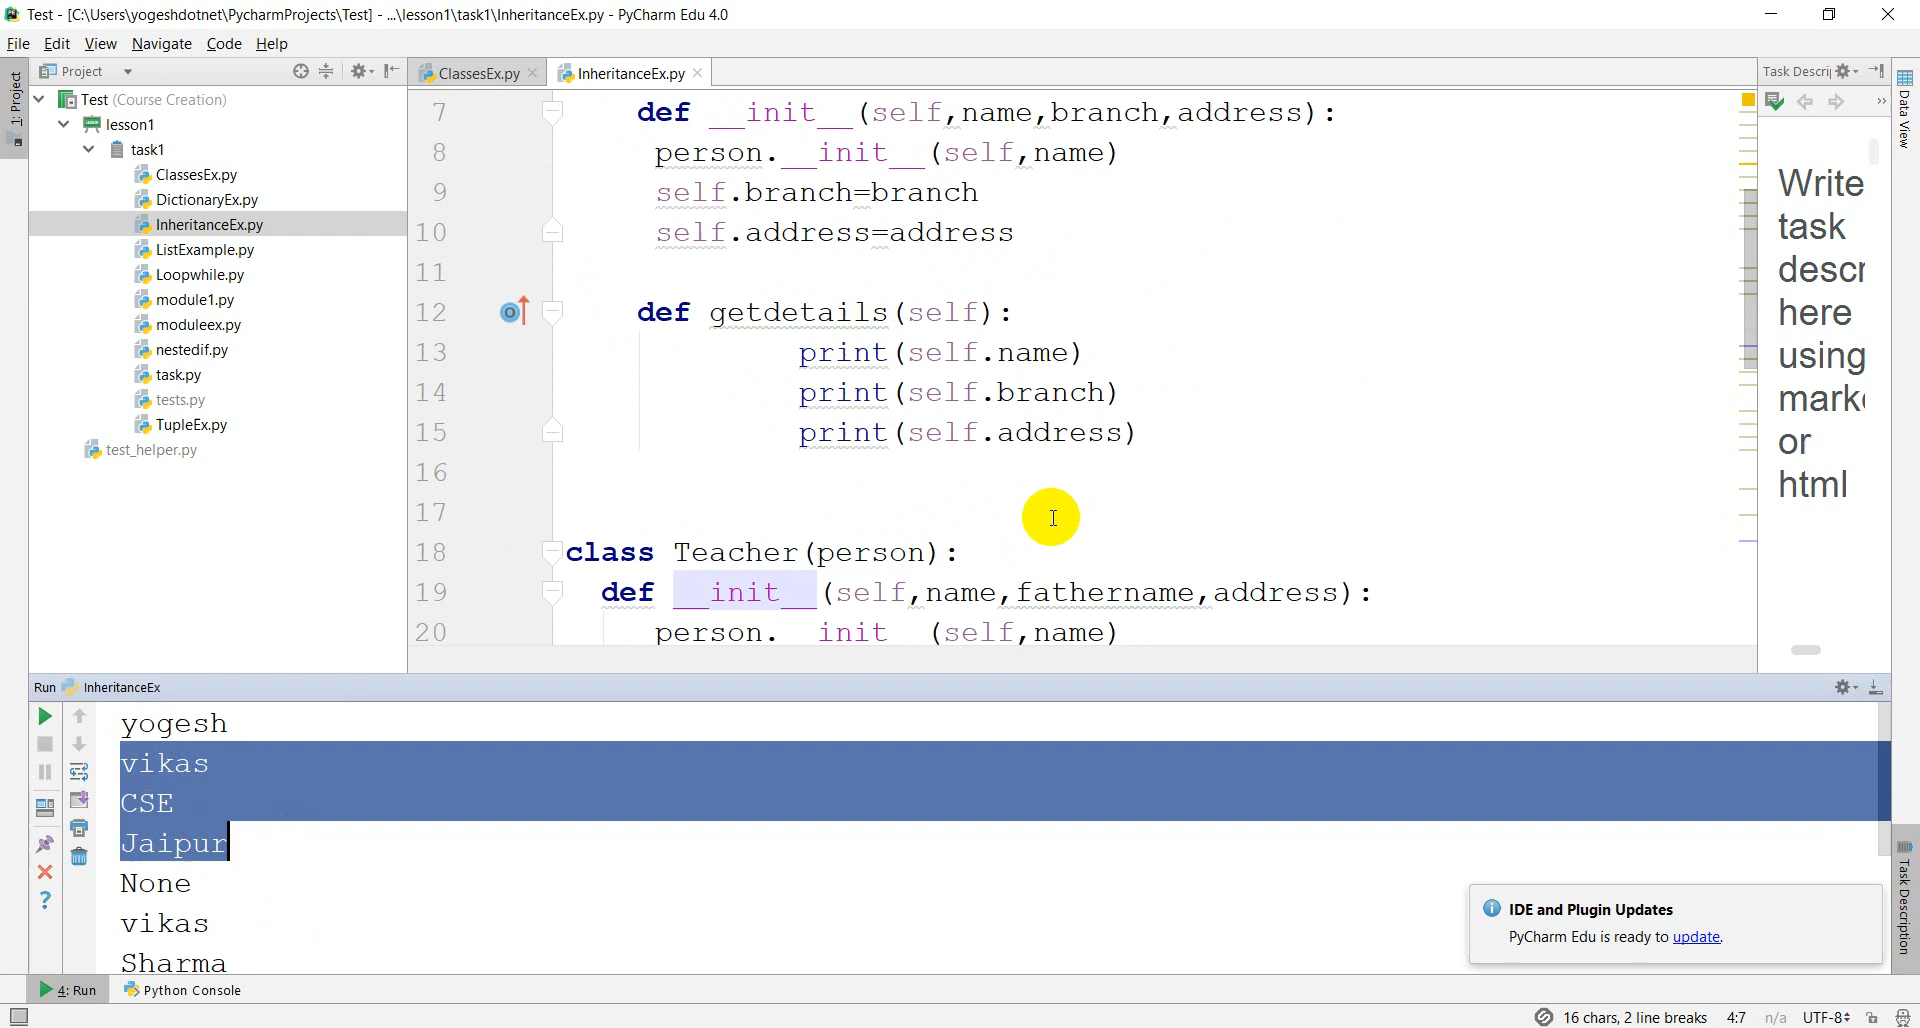 Test - [C:\Users\yogeshdotnet\PycharmProjects\Test] - ...\lesson1\task1\InheritanceEx.py - PyCharm Edu 4.0
File Edit View Navigate Code Help
Project
ClassesEx.py
InheritanceEx.py
Task Descri
1: Project
Test (Course Creation)
lesson1
task1
ClassesEx.py
DictionaryEx.py
InheritanceEx.py
ListExample.py
Loopwhile.py
module1.py
moduleex.py
nestedif.py
task.py
tests.py
TupleEx.py
test_helper.py
7 def __init__(self,name,branch,address):
8 person.__init__(self,name)
9 self.branch=branch
10 self.address=address
11
12 def getdetails(self):
13 print(self.name)
14 print(self.branch)
15 print(self.address)
16
17
18 class Teacher(person):
19 def __init__(self,name,fathername,address):
20 person.__init__(self,name)
Write
task
descr
here
using
mark
or
html
Data View
Task Description
Run InheritanceEx
yogesh
vikas
CSE
Jaipur
None
vikas
Sharma
IDE and Plugin Updates
PyCharm Edu is ready to update.
4: Run Python Console
16 chars, 2 line breaks 4:7 n/a UTF-8